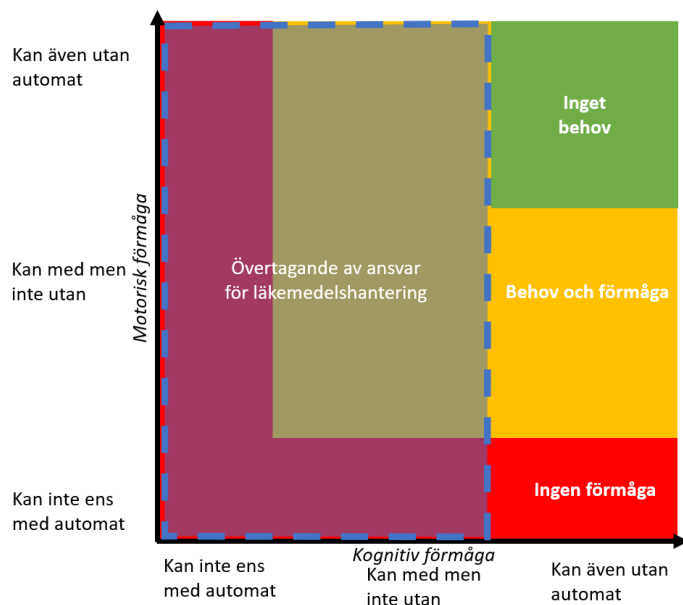 Kan även utan
automat
Inget
behov
Motorisk förmåga
Kan med men
inte utan
Övertagande av ansvar
för läkemedelshantering
Behov och förmåga
Kan inte ens
med automat
Ingen förmåga
Kognitiv förmåga
Kan inte ens
med automat
Kan med men
inte utan
Kan även utan
automat